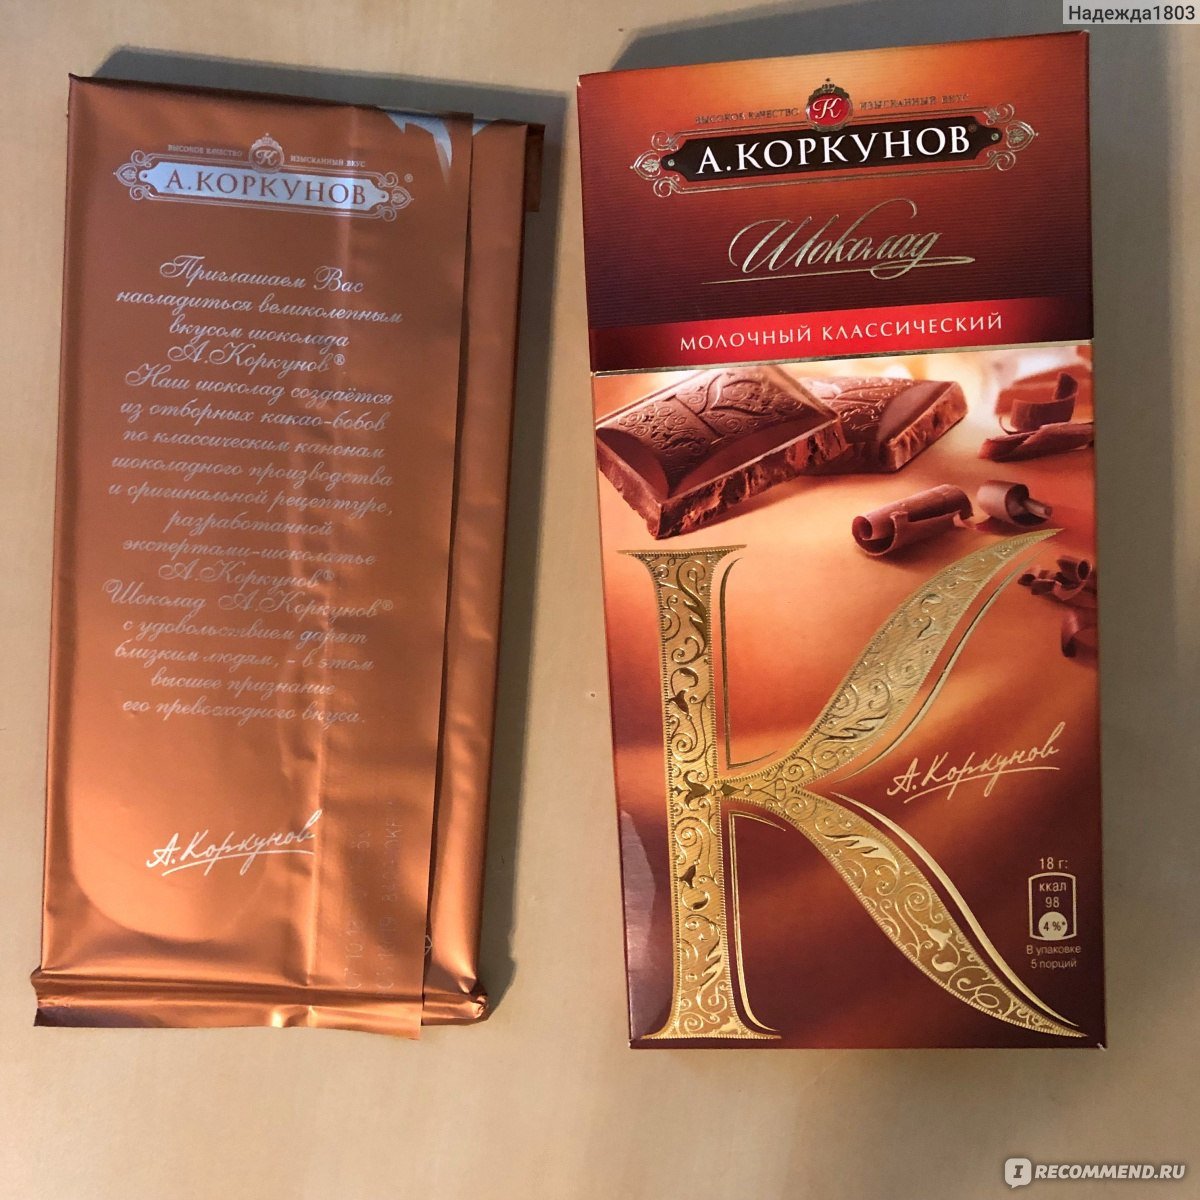 Надежда1803
ВЫСОКОЕ КАЧЕСТВО К ИЗЫСКАННЫЙ ВКУС
А.КОРКУНОВ®
Приглашаем Вас
насладиться великолепным
вкусом шоколада
А.Коркунов®
Наш шоколад создаётся
из отборных какао-бобов
по классическим канонам
шоколадного производства
и оригинальной рецептуре,
разработанной
экспертами-шоколатье
А.Коркунов®
Шоколад А.Коркунов®
с удовольствием дарят
близким людям, - в этом
высшее признание
его превосходного вкуса.
А.Коркунов
ВЫСОКОЕ КАЧЕСТВО К ИЗЫСКАННЫЙ ВКУС
А.КОРКУНОВ®
Шоколад
МОЛОЧНЫЙ КЛАССИЧЕСКИЙ
К
А.Коркунов
18 г:
ккал
98
4 %*
В упаковке
5 порций
I RECOMMEND.RU